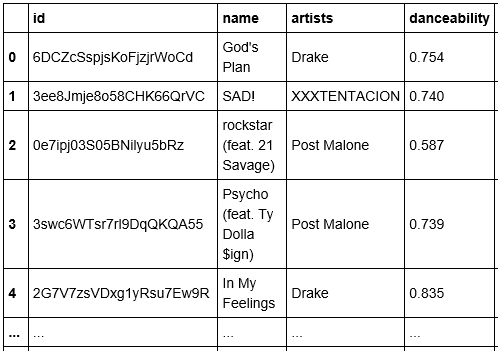 id name artists danceability
0 6DCZcSspjsKoFjzjrWoCd God's Plan Drake 0.754
1 3ee8Jmje8o58CHK66QrVC SAD! XXXTENTACION 0.740
2 0e7ipj03S05BNilyu5bRz rockstar (feat. 21 Savage) Post Malone 0.587
3 3swc6WTsr7rl9DqQKQA55 Psycho (feat. Ty Dolla $ign) Post Malone 0.739
4 2G7V7zsVDxg1yRsu7Ew9R In My Feelings Drake 0.835
... ... ... ... ...